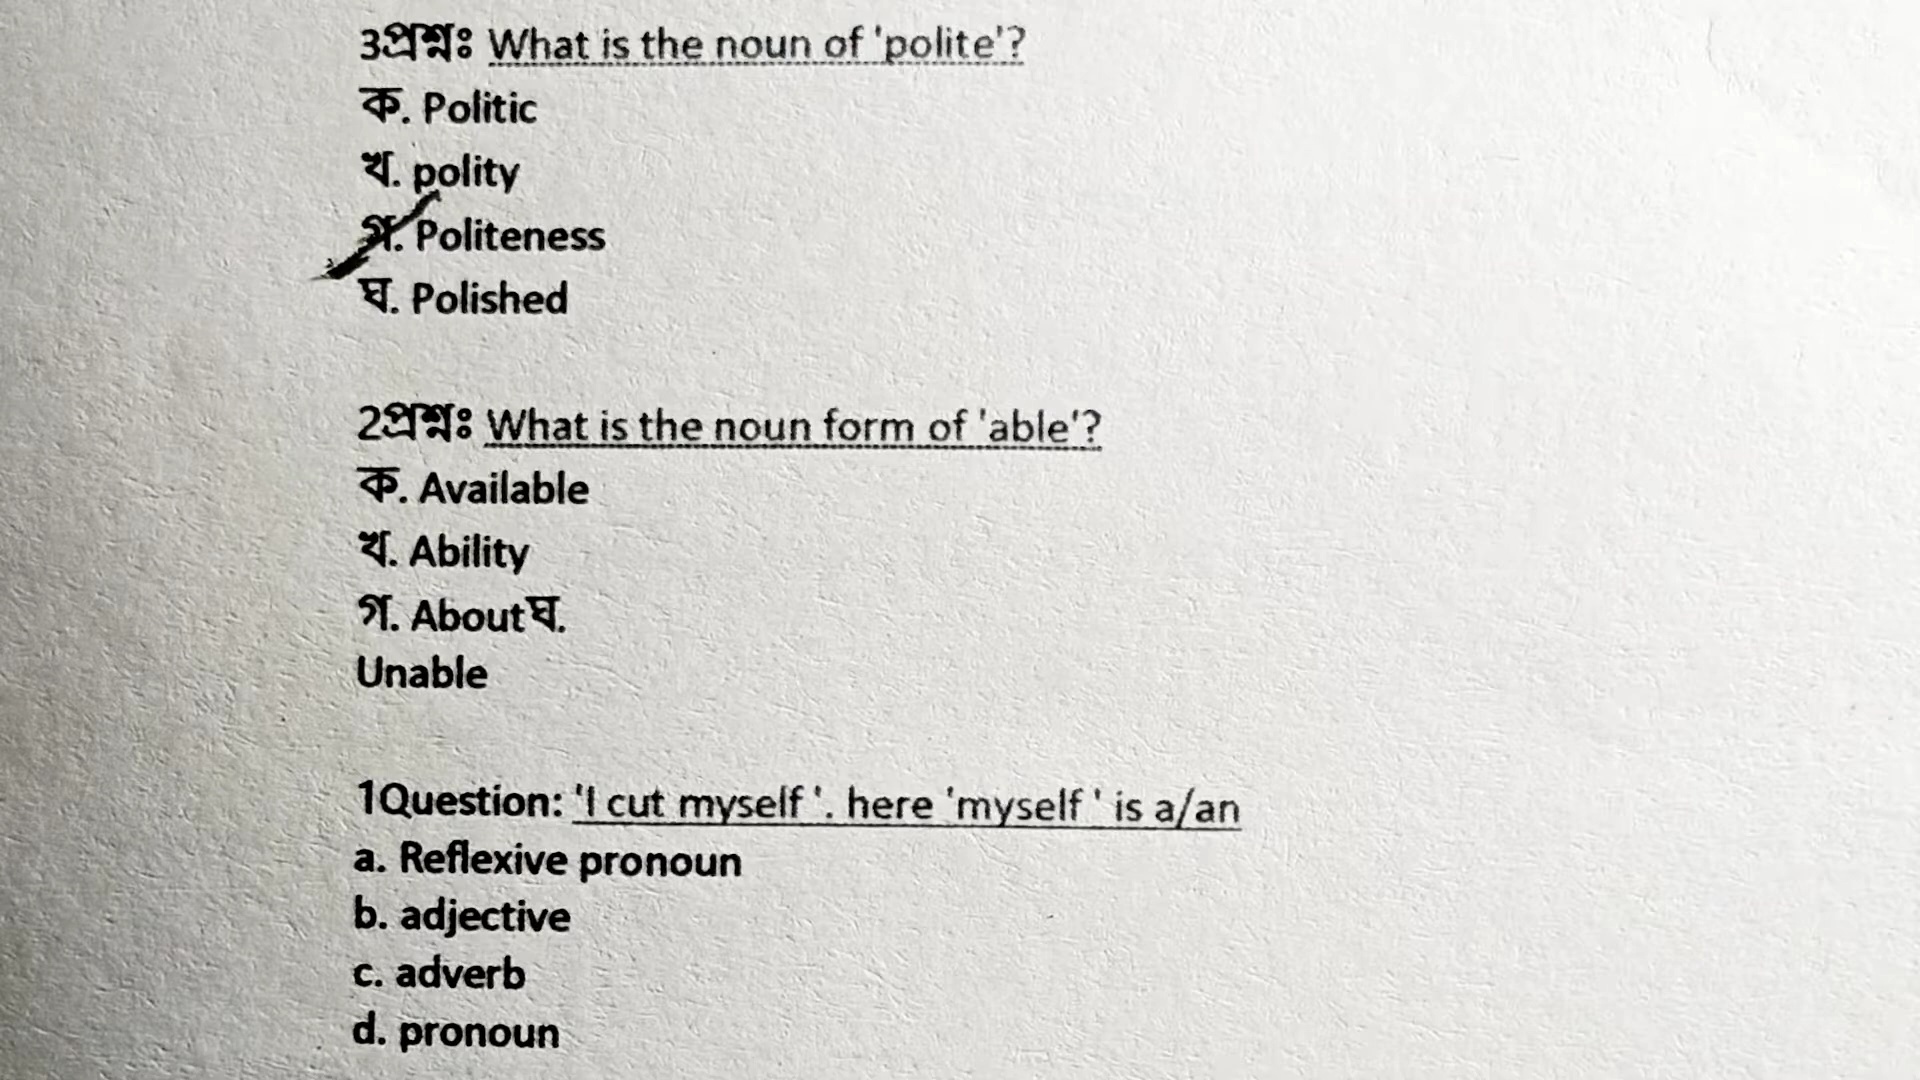 3প্রশ্নঃ What is the noun of 'polite'?
ক. Politic
খ. polity
গ. Politeness
ঘ. Polished
2প্রশ্নঃ What is the noun form of 'able'?
ক. Available
খ. Ability
গ. Aboutঘ.
Unable
1Question: 'I cut myself '. here 'myself ' is a/an
a. Reflexive pronoun
b. adjective
c. adverb
d. pronoun